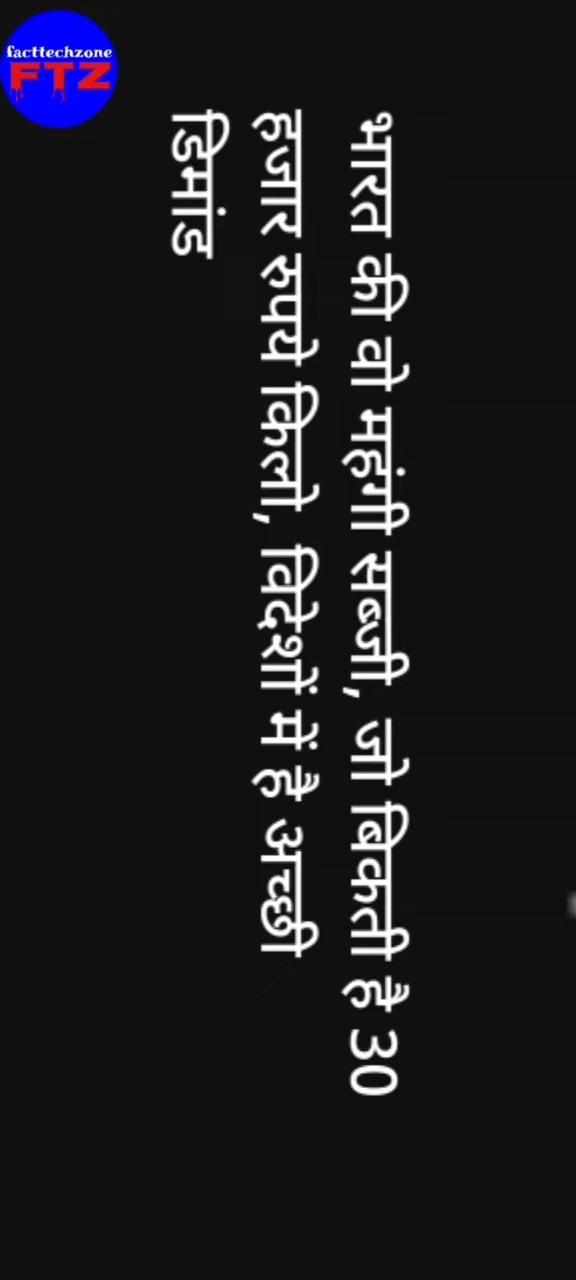 facttechzone
FTZ
भारत की वो महंगी सब्जी, जो बिकती है 30
हजार रुपये किलो, विदेशों में है अच्छी
डिमांड